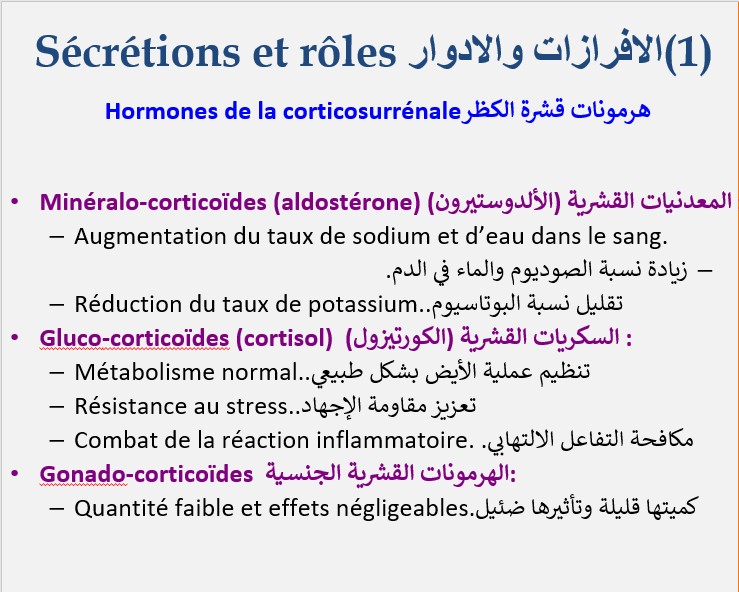 Sécrétions et rôles الافرازات والادوار(1)
Hormones de la corticosurrénale هرمونات قشرة الكظر
• Minéralo-corticoïdes (aldostérone) المعدنيات القشرية (الألدوستيرون)
– Augmentation du taux de sodium et d’eau dans le sang.
– زيادة نسبة الصوديوم والماء في الدم.
– Réduction du taux de potassium..تقليل نسبة البوتاسيوم
• Gluco-corticoïdes (cortisol) السكريات القشرية (الكورتيزول) :
– Métabolisme normal..تنظيم عملية الأيض بشكل طبيعي
– Résistance au stress..تعزيز مقاومة الإجهاد
– Combat de la réaction inflammatoire. .مكافحة التفاعل الالتهابي
• Gonado-corticoïdes الهرمونات القشرية الجنسية:
– Quantité faible et effets négligeables.كميتها قليلة وتأثيرها ضئيل